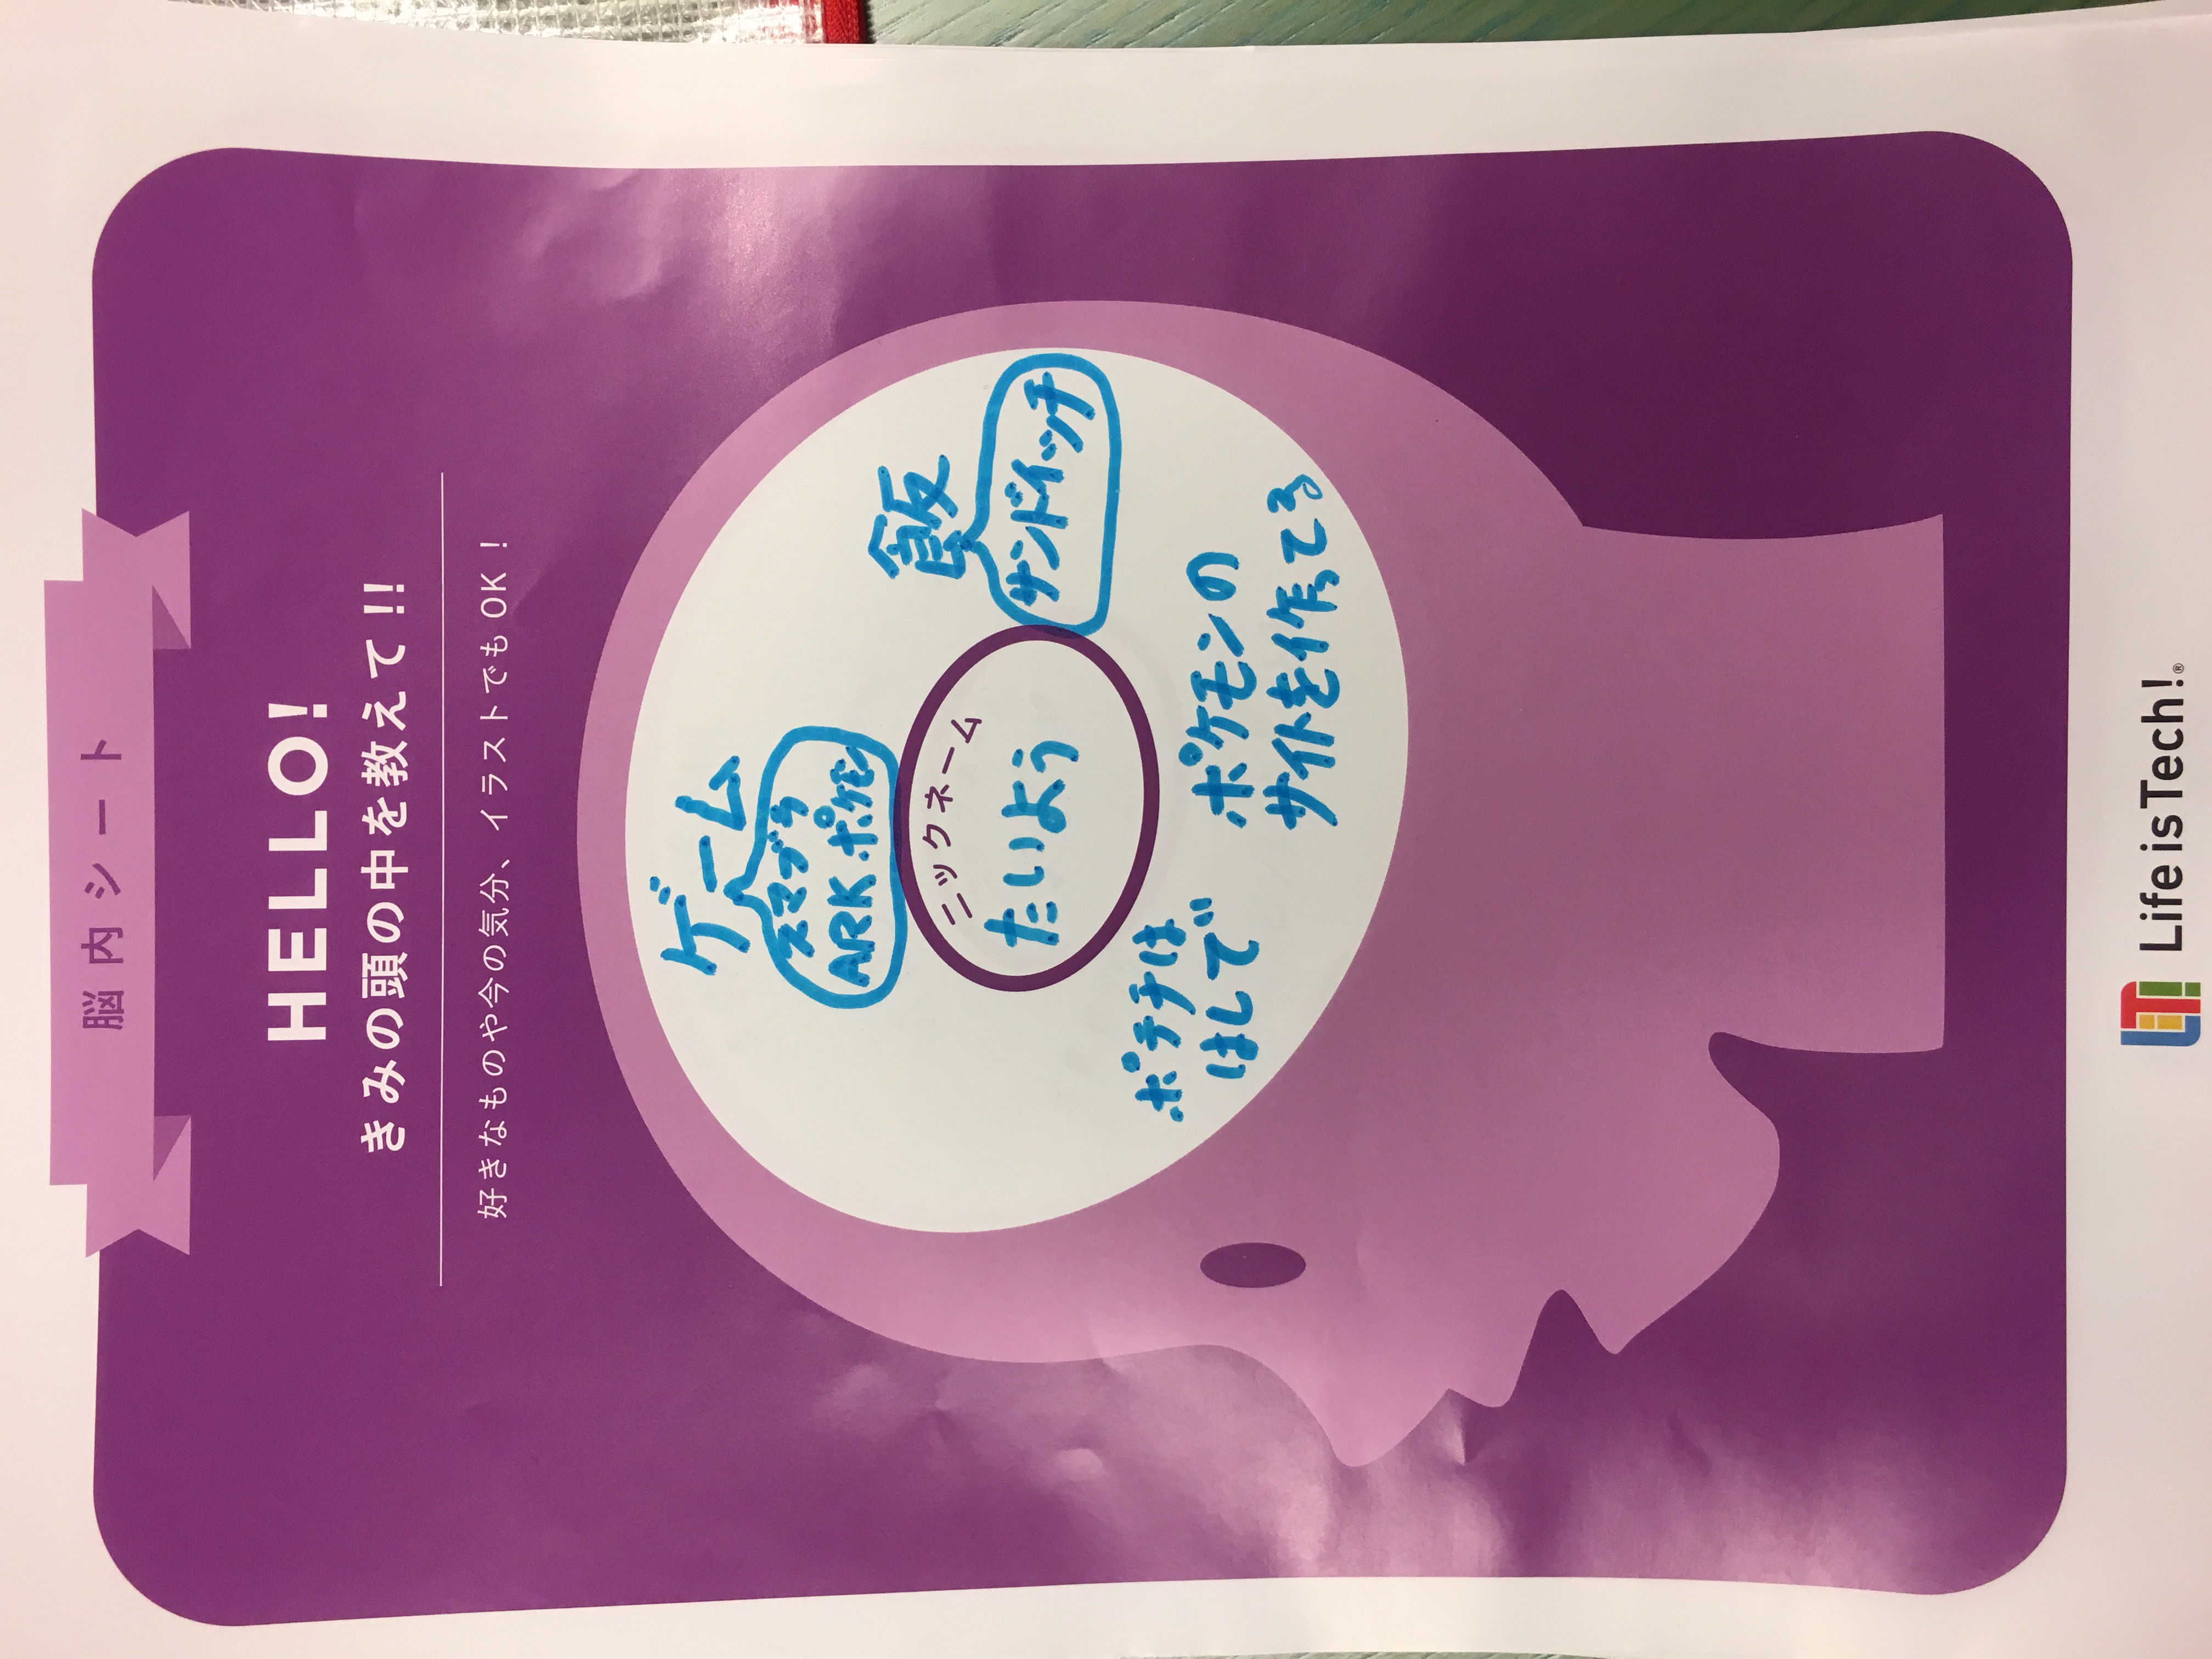 脳内シート
HELLO!
きみの頭の中を教えて!!
好きなものや今の気分、イラストでもOK!
ゲーム
スマブラ
ARK ポケモン
飯
サンドイッチ
ニックネーム
たいよう
ポテチは
はしで
ポケモンの
サイトを作ってる
LiT!
Life is Tech!®